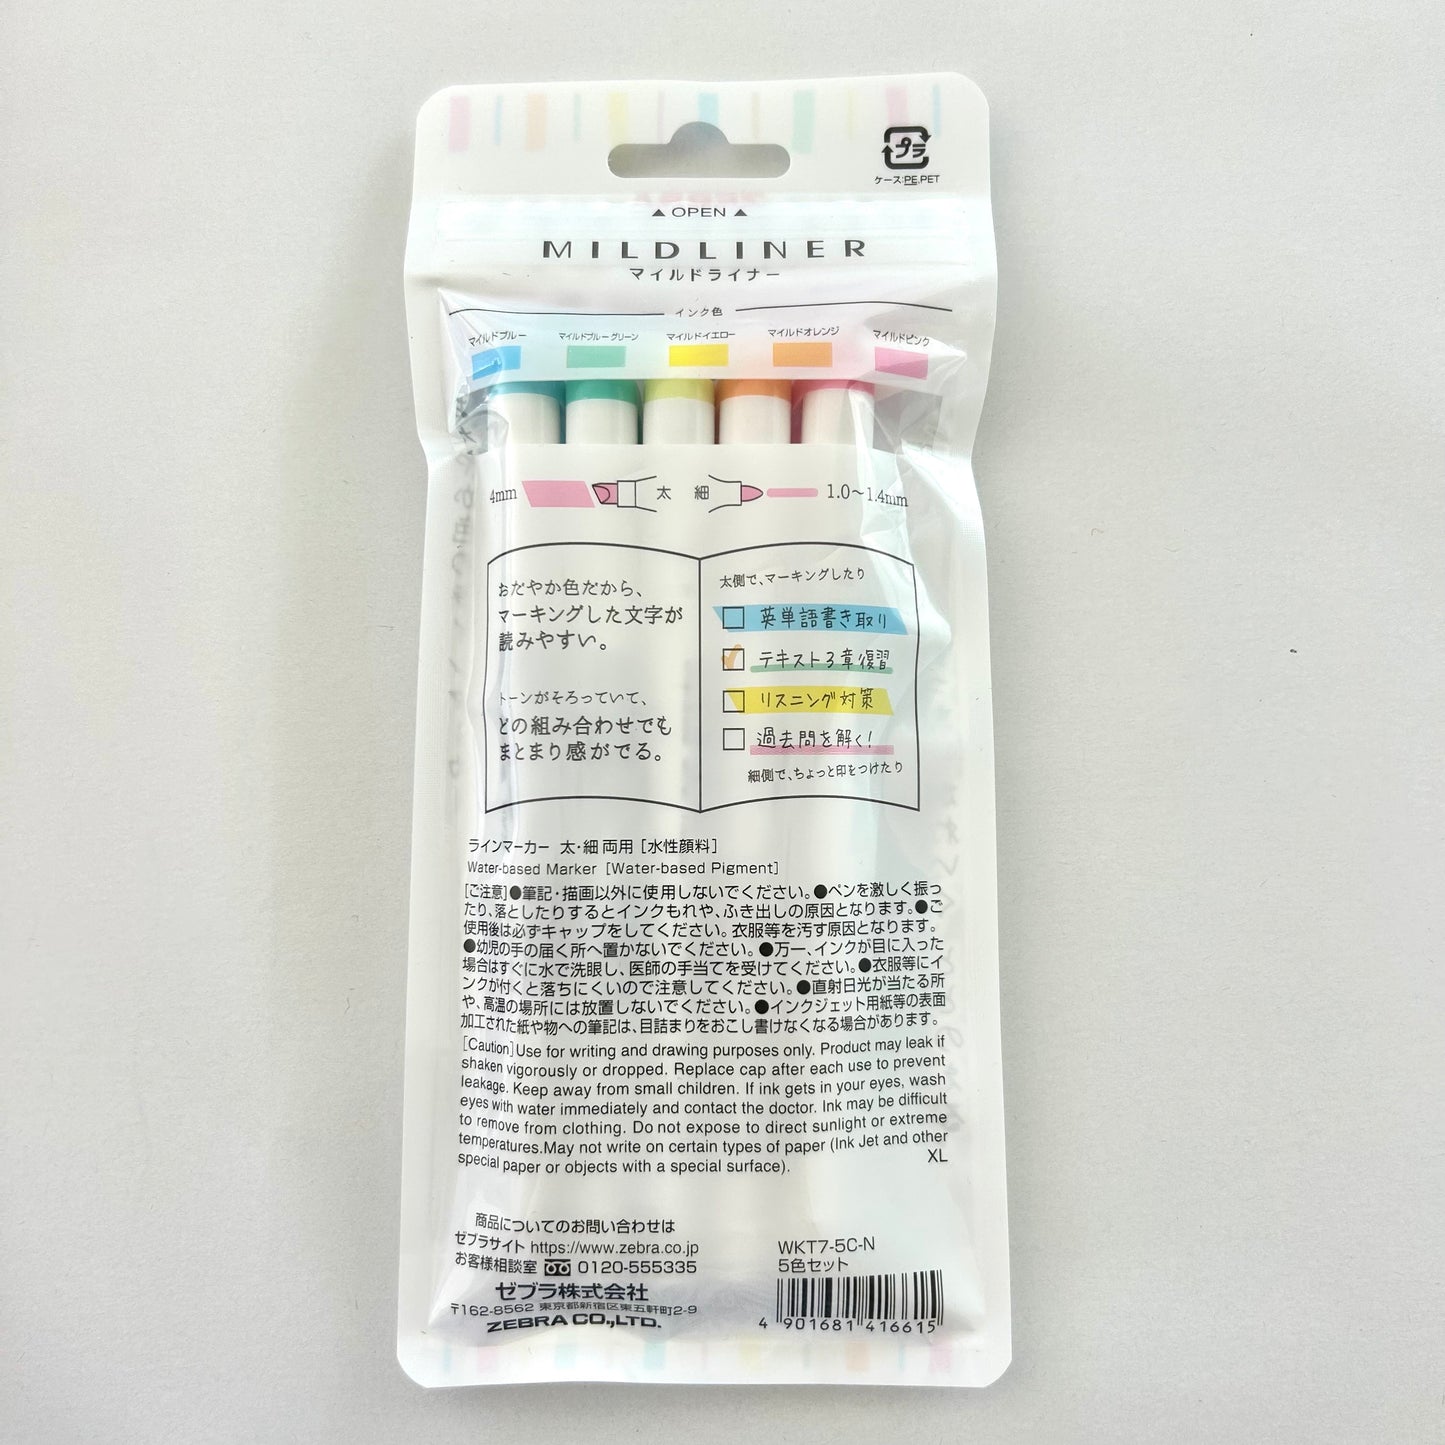 プラ
ケース:PE,PET
▲ OPEN ▲
MILDLINER
マイルドライナー
インク色
マイルドブルー マイルドブルーグリーン マイルドイエロー マイルドオレンジ マイルドピンク
4mm 太 細 1.0～1.4mm
おだやか色だから、
マーキングした文字が
読みやすい。
トーンがそろっていて、
どの組み合わせでも
まとまり感がでる。
太側で、マーキングしたり
英単語書き取り
テキスト3章復習
リスニング対策
過去問を解く!
細側で、ちょっと印をつけたり
ラインマーカー 太・細 両用 [水性顔料]
Water-based Marker [Water-based Pigment]
[ご注意]●筆記・描画以外に使用しないでください。●ペンを激しく振っ
たり、落としたりするとインクもれや、ふき出しの原因となります。●ご
使用後は必ずキャップをしてください。衣服等を汚す原因となります。
●幼児の手の届く所へ置かないでください。●万一、インクが目に入った
場合はすぐに水で洗眼し、医師の手当てを受けてください。●衣服等にイ
ンクが付くと落ちにくいので注意してください。●直射日光が当たる所
や、高温の場所には放置しないでください。●インクジェット用紙等の表面
加工された紙や物への筆記は、目詰まりをおこし書けなくなる場合があります。
[Caution]Use for writing and drawing purposes only. Product may leak if
shaken vigorously or dropped. Replace cap after each use to prevent
leakage. Keep away from small children. If ink gets in your eyes, wash
eyes with water immediately and contact the doctor. Ink may be difficult
to remove from clothing. Do not expose to direct sunlight or extreme
temperatures.May not write on certain types of paper (Ink Jet and other
special paper or objects with a special surface).
XL
商品についてのお問い合わせは
ゼブラサイト https://www.zebra.co.jp
お客様相談室 0120-555335
ゼブラ株式会社
〒162-8562 東京都新宿区東五軒町2-9
ZEBRA CO.,LTD.
WKT7-5C-N
5色セット
4 901681 416615